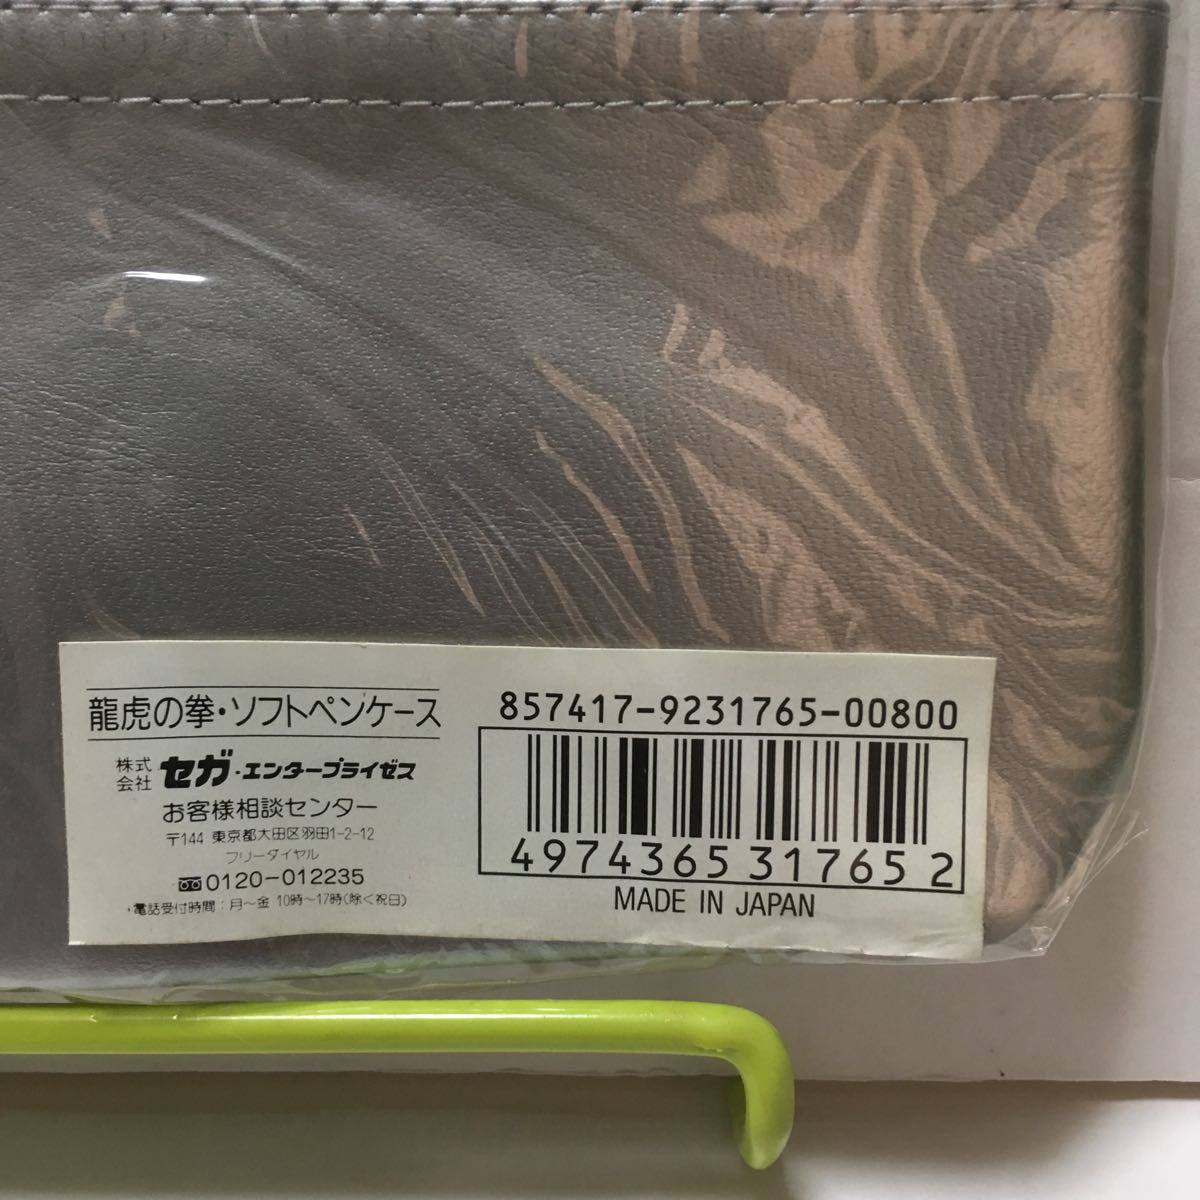 龍虎の拳・ソフトペンケース
株式会社 セガ・エンタープライゼス
お客様相談センター
〒144 東京都大田区羽田1-2-12
フリーダイヤル
0120-012235
電話受付時間:月〜金 10時〜17時(除く祝日)
857417-9231765-00800
4974365317652
MADE IN JAPAN